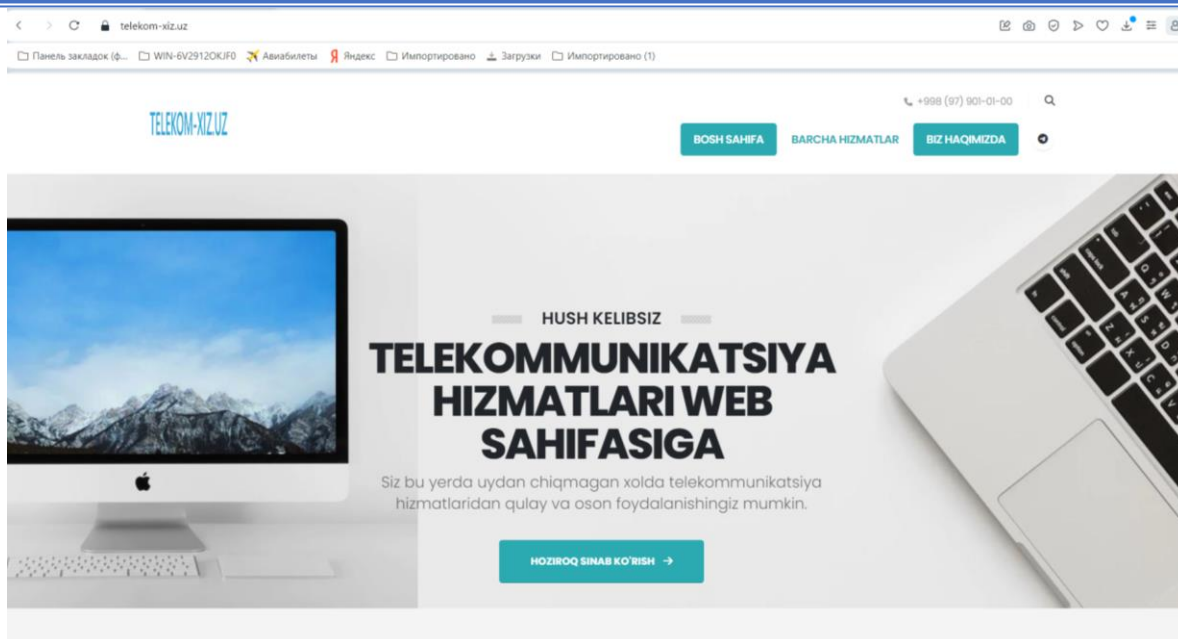 telekom-xiz.uz
Панель закладок (ф... WIN-6V2912OKJF0 Авиабилеты Яндекс Импортировано Загрузки Импортировано (1)
+998 (97) 901-01-00
TELEKOM-XIZ.UZ
BOSH SAHIFA BARCHA HIZMATLAR BIZ HAQIMIZDA
HUSH KELIBSIZ
TELEKOMMUNIKATSIYA
HIZMATLARI WEB
SAHIFASIGA
Siz bu yerda uydan chiqmagan xolda telekommunikatsiya
hizmatlaridan qulay va oson foydalanishingiz mumkin.
HOZIROQ SINAB KO'RISH →